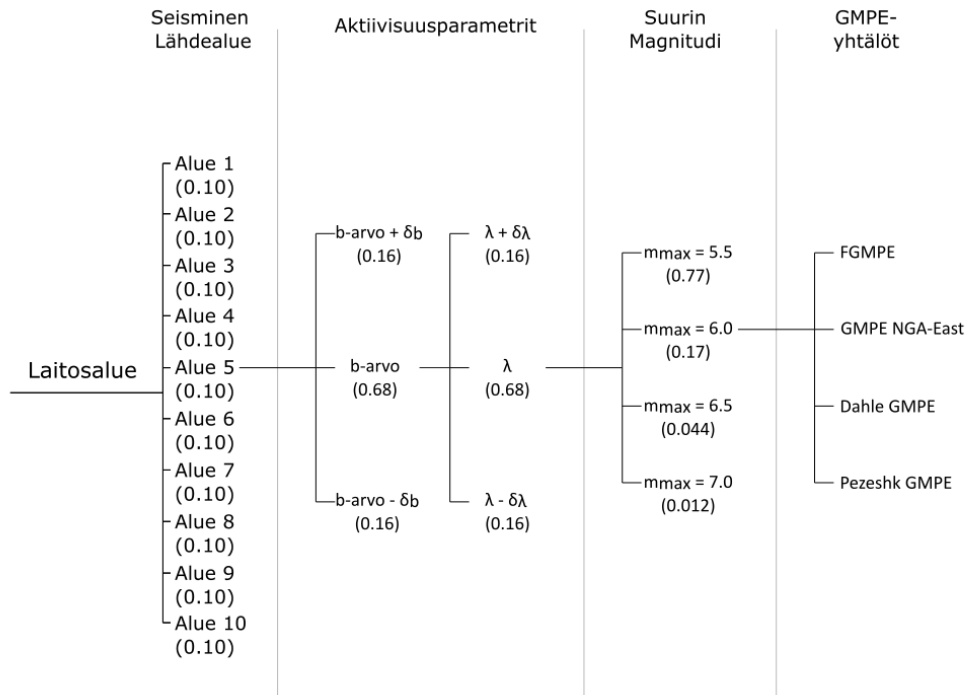 Seisminen
Lähdealue
Aktiivisuusparametrit
Suurin
Magnitudi
GMPE-
yhtälöt
Laitosalue
Alue 1
(0.10)
Alue 2
(0.10)
Alue 3
(0.10)
Alue 4
(0.10)
Alue 5
(0.10)
Alue 6
(0.10)
Alue 7
(0.10)
Alue 8
(0.10)
Alue 9
(0.10)
Alue 10
(0.10)
b-arvo + δb
(0.16)
b-arvo
(0.68)
b-arvo - δb
(0.16)
λ + δλ
(0.16)
λ
(0.68)
λ - δλ
(0.16)
mmax = 5.5
(0.77)
mmax = 6.0
(0.17)
mmax = 6.5
(0.044)
mmax = 7.0
(0.012)
FGMPE
GMPE NGA-East
Dahle GMPE
Pezeshk GMPE